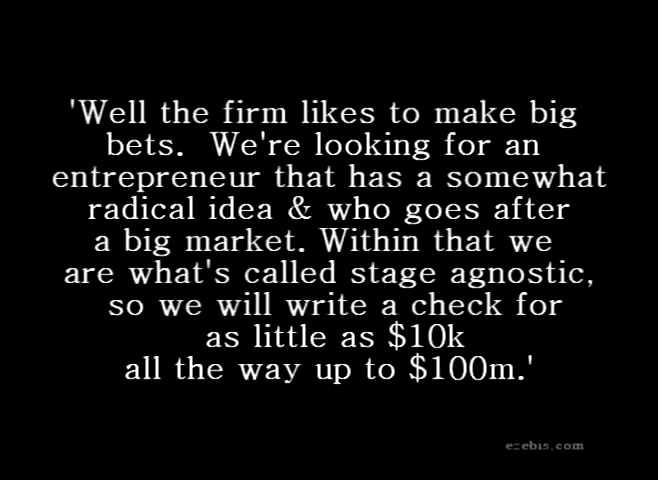 'Well the firm likes to make big
bets. We're looking for an
entrepreneur that has a somewhat
radical idea & who goes after
a big market. Within that we
are what's called stage agnostic,
so we will write a check for
as little as $10k
all the way up to $100m.'